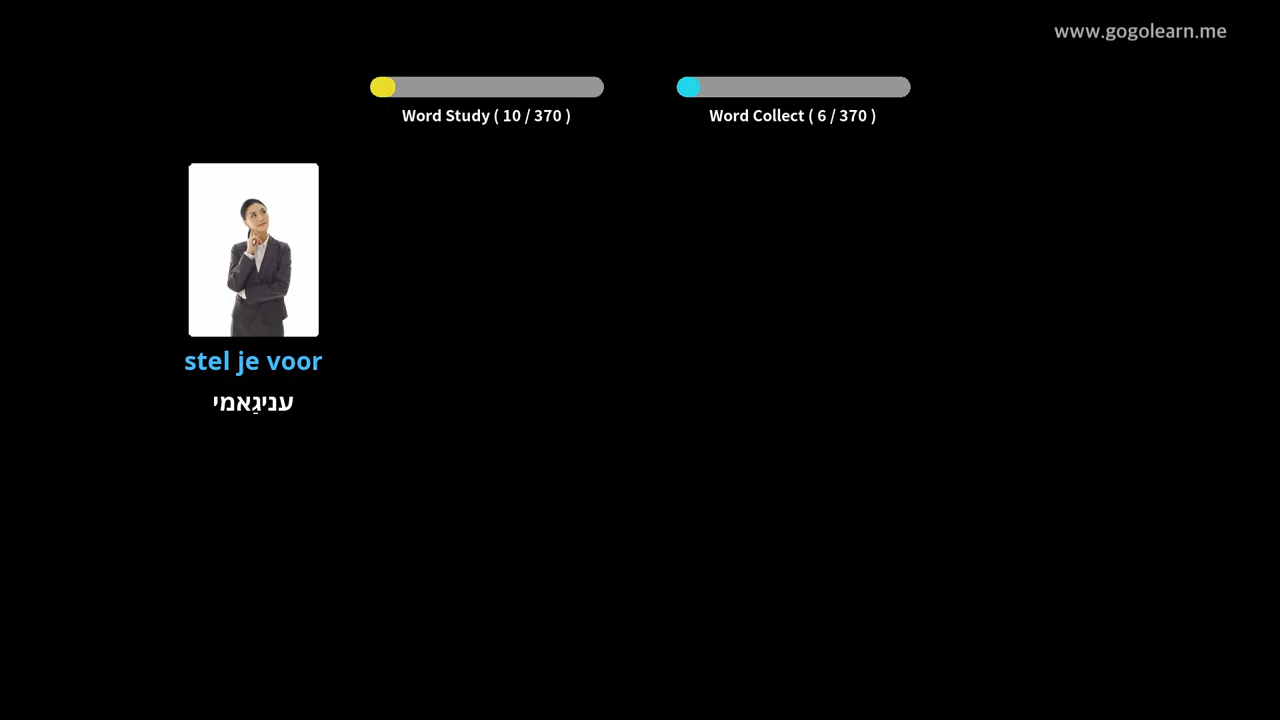 www.gogolearn.me
Word Study ( 10 / 370 )
Word Collect ( 6 / 370 )
stel je voor
עניגַאמי